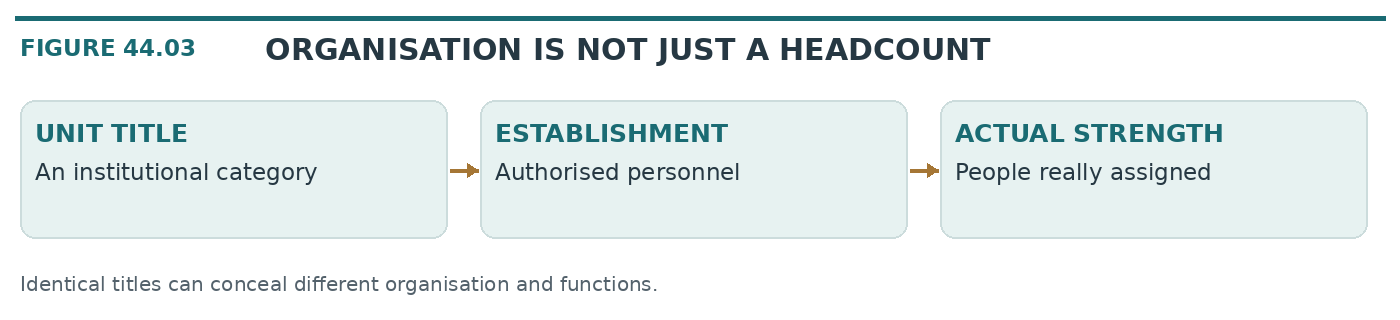 FIGURE 44.03 ORGANISATION IS NOT JUST A HEADCOUNT
UNIT TITLE
An institutional category
ESTABLISHMENT
Authorised personnel
ACTUAL STRENGTH
People really assigned
Identical titles can conceal different organisation and functions.